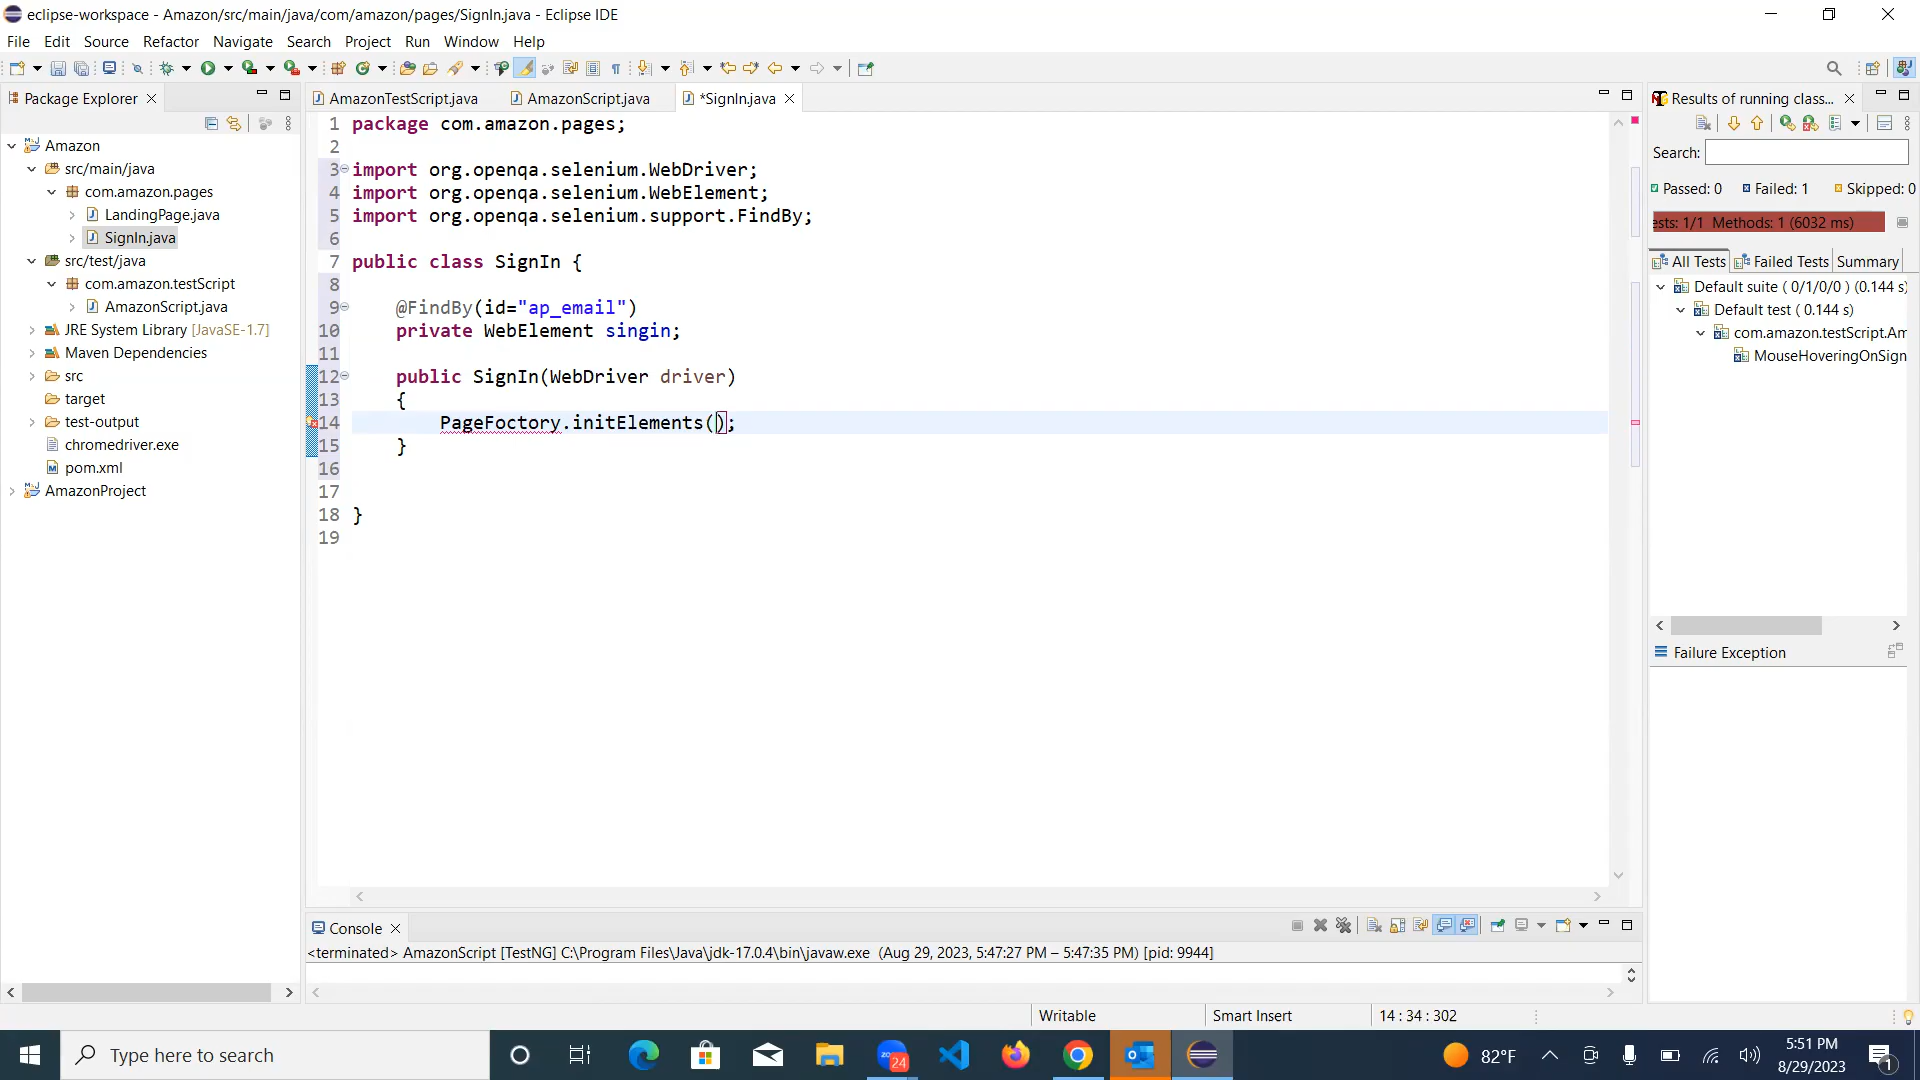 eclipse-workspace - Amazon/src/main/java/com/amazon/pages/SignIn.java - Eclipse IDE
File Edit Source Refactor Navigate Search Project Run Window Help
Package Explorer
Amazon
src/main/java
com.amazon.pages
LandingPage.java
SignIn.java
src/test/java
com.amazon.testScript
AmazonScript.java
JRE System Library [JavaSE-1.7]
Maven Dependencies
src
target
test-output
chromedriver.exe
pom.xml
AmazonProject
AmazonTestScript.java AmazonScript.java *SignIn.java
1 package com.amazon.pages;
2
3 import org.openqa.selenium.WebDriver;
4 import org.openqa.selenium.WebElement;
5 import org.openqa.selenium.support.FindBy;
6
7 public class SignIn {
8
9 @FindBy(id="ap_email")
10 private WebElement singin;
11
12 public SignIn(WebDriver driver)
13 {
14 PageFoctory.initElements();
15 }
16
17
18 }
19
Results of running class...
Search:
Passed: 0 Failed: 1 Skipped: 0
ests: 1/1 Methods: 1 (6032 ms)
All Tests Failed Tests Summary
Default suite ( 0/1/0/0 ) (0.144 s)
Default test ( 0.144 s)
com.amazon.testScript.Am
MouseHoveringOnSign
Failure Exception
Console
<terminated> AmazonScript [TestNG] C:\Program Files\Java\jdk-17.0.4\bin\javaw.exe (Aug 29, 2023, 5:47:27 PM – 5:47:35 PM) [pid: 9944]
Writable Smart Insert 14 : 34 : 302
Type here to search
24
82°F
5:51 PM
8/29/2023
1